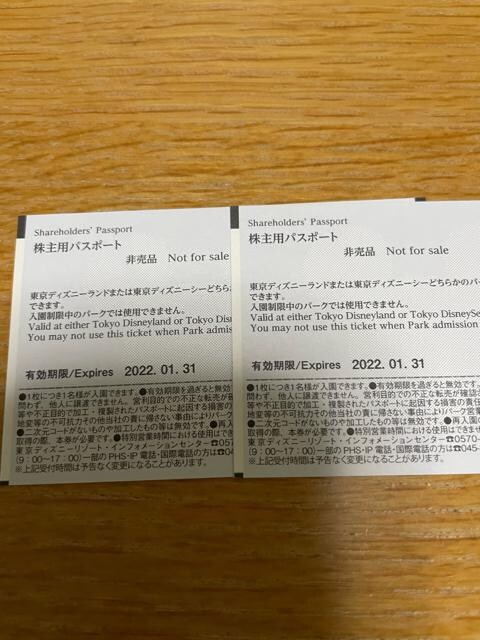 Shareholders' Passport
株主用パスポート
非売品 Not for sale
東京ディズニーランドまたは東京ディズニーシーどちら
できます。
入園制限中のパークでは使用できません。
Valid at either Tokyo Disneyland or Tokyo Dis
You may not use this ticket when Park admis
有効期限/Expires 2022. 01. 31
●1枚につき1名様が入園できます。●有効期限を過ぎると無効
問わず、他人に譲渡できません。営利目的での不正な転売が
等や不正目的で加工・複製されたパスポートに起因する損害の
地変等の不可抗力その他当社の責に帰さない事由によりパーク
●二次元コードがないものや加工したもの等は無効です。●再入
取得の際、本券が必要です。●特別営業時間における使用は
東京ディズニーリゾート・インフォメーションセンター☎057
(9:00〜17:00)一部のPHS・IP電話・国際電話の方は☎04
※上記受付時間は予告なく変更になることがあります。
Shareholders' Passport
株主用パスポート
非売品 Not for sale
東京ディズニーランドまたは東京ディズニーシーどちらかのパー
できます。
入園制限中のパークでは使用できません。
Valid at either Tokyo Disneyland or Tokyo DisneySe
You may not use this ticket when Park admission
有効期限/Expires 2022. 01. 31
●1枚につき1名様が入園できます。●有効期限を過ぎると無効です。
問わず、他人に譲渡できません。営利目的での不正な転売が確認
等や不正目的で加工・複製されたパスポートに起因する損害の責任
地変等の不可抗力その他当社の責に帰さない事由によりパーク営業
●二次元コードがないものや加工したもの等は無効です。●再入園の
取得の際、本券が必要です。●特別営業時間における使用はできませ
東京ディズニーリゾート・インフォメーションセンター☎0570-
(9:00〜17:00)一部のPHS・IP電話・国際電話の方は☎045-
※上記受付時間は予告なく変更になることがあります。